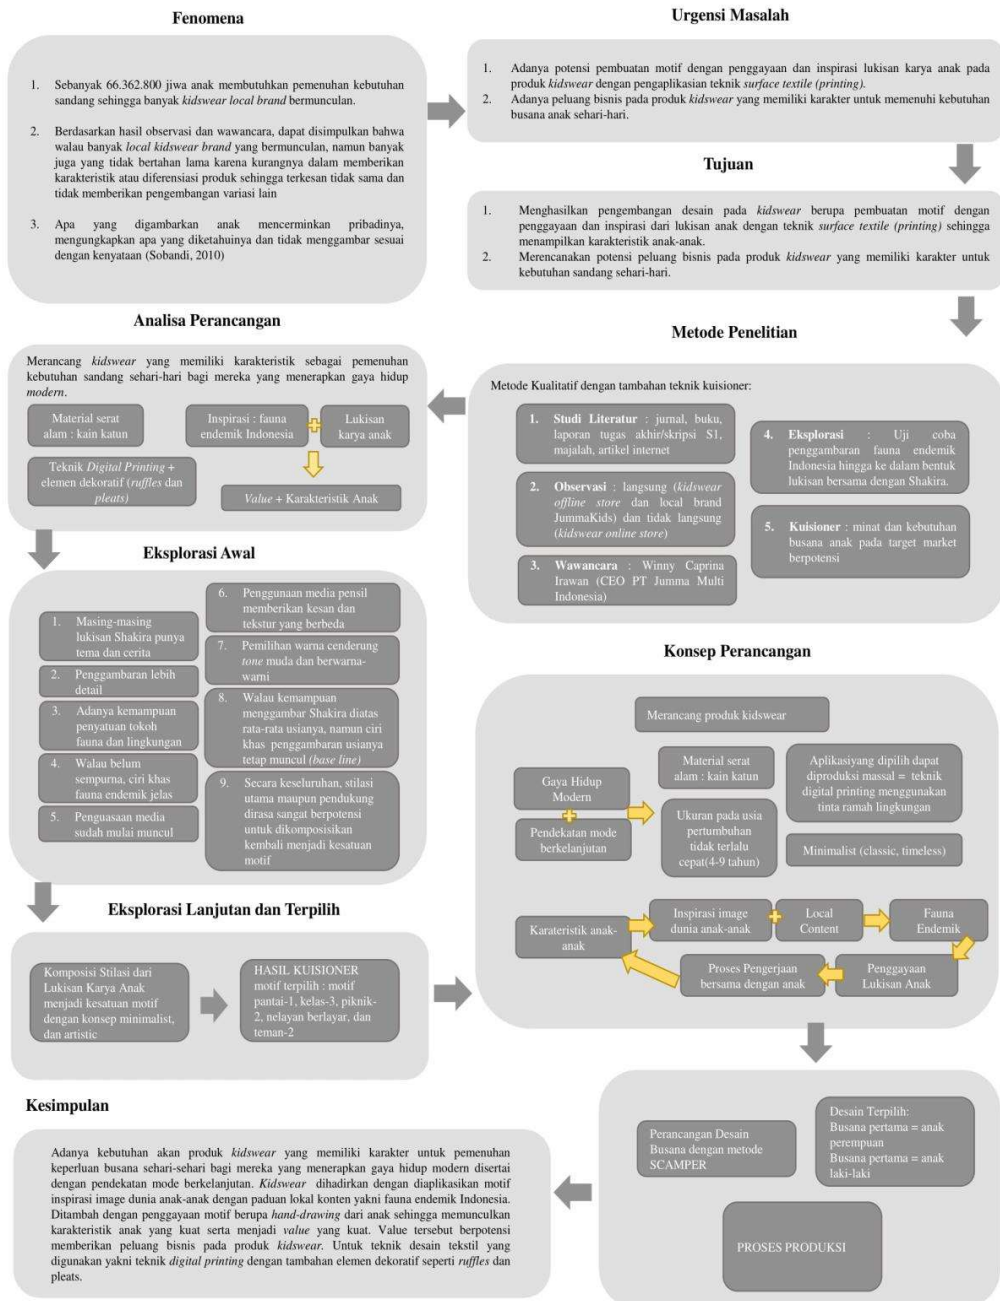 Fenomena
1. Sebanyak 66.362.800 jiwa anak membutuhkan pemenuhan kebutuhan
sandang sehingga banyak kidswear local brand bermunculan.
2. Berdasarkan hasil observasi dan wawancara, dapat disimpulkan bahwa
walau banyak local kidswear brand yang bermunculan, namun banyak
juga yang tidak bertahan lama karena kurangnya dalam memberikan
karakteristik atau diferensiasi produk sehingga terkesan tidak sama dan
tidak memberikan pengembangan variasi lain
3. Apa yang digambarkan anak mencerminkan pribadinya,
mengungkapkan apa yang diketahuinya dan tidak menggambar sesuai
dengan kenyataan (Sobandi, 2010)
Urgensi Masalah
1. Adanya potensi pembuatan motif dengan penggayaan dan inspirasi lukisan karya anak pada
produk kidswear dengan pengaplikasian teknik surface textile (printing).
2. Adanya peluang bisnis pada produk kidswear yang memiliki karakter untuk memenuhi kebutuhan
busana anak sehari-hari.
Tujuan
1. Menghasilkan pengembangan desain pada kidswear berupa pembuatan motif dengan
penggayaan dan inspirasi dari lukisan anak dengan teknik surface textile (printing) sehingga
menampilkan karakteristik anak-anak.
2. Merencanakan potensi peluang bisnis pada produk kidswear yang memiliki karakter untuk
kebutuhan sandang sehari-hari.
Metode Penelitian
Metode Kualitatif dengan tambahan teknik kuisioner:
1. Studi Literatur : jurnal, buku,
laporan tugas akhir/skripsi S1,
majalah, artikel internet
2. Observasi : langsung (kidswear
offline store dan local brand
JummaKids) dan tidak langsung
(kidswear online store)
3. Wawancara : Winny Caprina
Irawan (CEO PT Jumma Multi
Indonesia)
4. Eksplorasi : Uji coba
penggambaran fauna endemik
Indonesia hingga ke dalam bentuk
lukisan bersama dengan Shakira.
5. Kuisioner : minat dan kebutuhan
busana anak pada target market
berpotensi
Analisa Perancangan
Merancang kidswear yang memiliki karakteristik sebagai pemenuhan
kebutuhan sandang sehari-hari bagi mereka yang menerapkan gaya hidup
modern.
Material serat
alam : kain katun
Inspirasi : fauna
endemik Indonesia
Lukisan
karya anak
Teknik Digital Printing +
elemen dekoratif (ruffles dan
pleats)
Value + Karakteristik Anak
Eksplorasi Awal
1. Masing-masing
lukisan Shakira punya
tema dan cerita
2. Penggambaran lebih
detail
3. Adanya kemampuan
penyatuan tokoh
fauna dan lingkungan
4. Walau belum
sempurna, ciri khas
fauna endemik jelas
5. Penguasaan media
sudah mulai muncul
6. Penggunaan media pensil
memberikan kesan dan
tekstur yang berbeda
7. Pemilihan warna cenderung
tone muda dan berwarna-
warni
8. Walau kemampuan
menggambar Shakira diatas
rata-rata usianya, namun ciri
khas penggambaran usianya
tetap muncul (base line)
9. Secara keseluruhan, stilasi
utama maupun pendukung
dirasa sangat berpotensi
untuk dikomposisikan
kembali menjadi kesatuan
motif
Eksplorasi Lanjutan dan Terpilih
Komposisi Stilasi dari
Lukisan Karya Anak
menjadi kesatuan motif
dengan konsep minimalist,
dan artistic
HASIL KUISIONER
motif terpilih : motif
pantai-1, kelas-3, piknik-
2, nelayan berlayar, dan
teman-2
Konsep Perancangan
Merancang produk kidswear
Gaya Hidup
Modern
Pendekatan mode
berkelanjutan
Material serat
alam : kain katun
Ukuran pada usia
pertumbuhan
tidak terlalu
cepat(4-9 tahun)
Aplikasiyang dipilih dapat
diproduksi massal = teknik
digital printing menggunakan
tinta ramah lingkungan
Minimalist (classic, timeless)
Karateristik anak-
anak
Inspirasi image
dunia anak-anak
Local
Content
Fauna
Endemik
Proses Pengerjaan
bersama dengan anak
Penggayaan
Lukisan Anak
Perancangan Desain
Busana dengan metode
SCAMPER
Desain Terpilih:
Busana pertama = anak
perempuan
Busana pertama = anak
laki-laki
PROSES PRODUKSI
Kesimpulan
Adanya kebutuhan akan produk kidswear yang memiliki karakter untuk pemenuhan
keperluan busana sehari-sehari bagi mereka yang menerapkan gaya hidup modern disertai
dengan pendekatan mode berkelanjutan. Kidswear dihadirkan dengan diaplikasikan motif
inspirasi image dunia anak-anak dengan paduan lokal konten yakni fauna endemik Indonesia.
Ditambah dengan penggayaan motif berupa hand-drawing dari anak sehingga memunculkan
karakteristik anak yang kuat serta menjadi value yang kuat. Value tersebut berpotensi
memberikan peluang bisnis pada produk kidswear. Untuk teknik desain tekstil yang
digunakan yakni teknik digital printing dengan tambahan elemen dekoratif seperti ruffles dan
pleats.